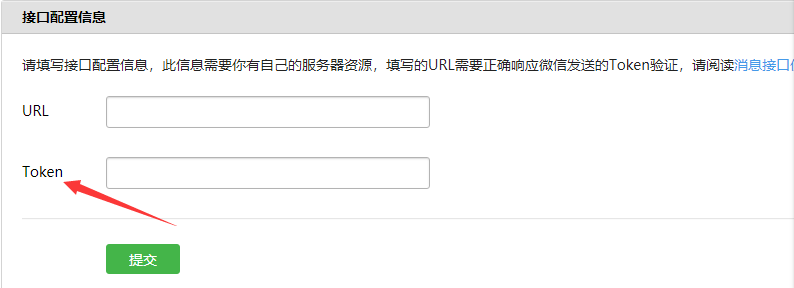 接口配置信息
请填写接口配置信息，此信息需要你有自己的服务器资源，填写的URL需要正确响应微信发送的Token验证，请阅读消息接口
URL
Token
提交